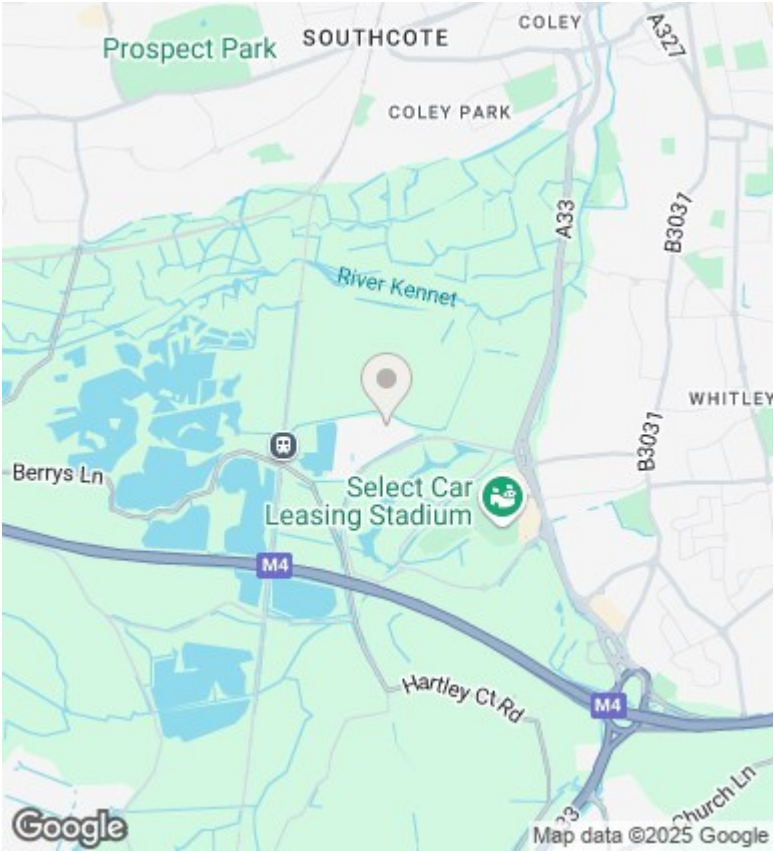 COLEY
A327
Prospect Park
SOUTHCOTE
COLEY PARK
A33
B3031
River Kennet
WHITLEY
B3031
Berrys Ln
Select Car
Leasing Stadium
M4
Hartley Ct Rd
M4
Church Ln
Google
Map data ©2025 Google